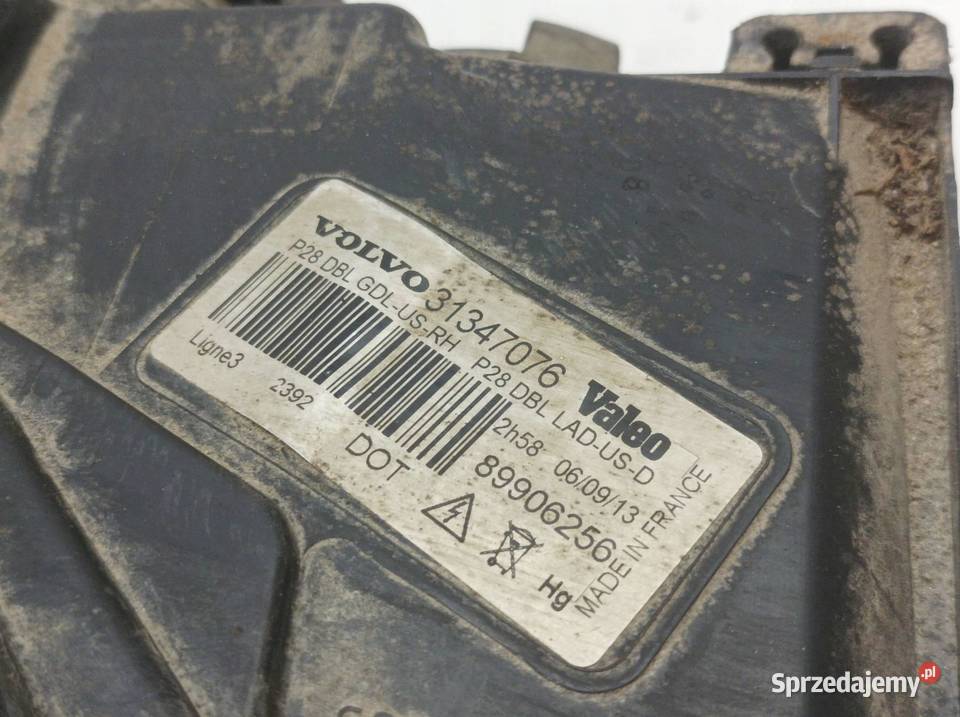 VOLVO 31347076 Valeo
P28 DBL GDL-US-RH P28 DBL LAD-US-D
2h58 06/09/13
Ligne3 2392 89906256
DOT Hg
MADE IN FRANCE
Sprzedajemy.pl